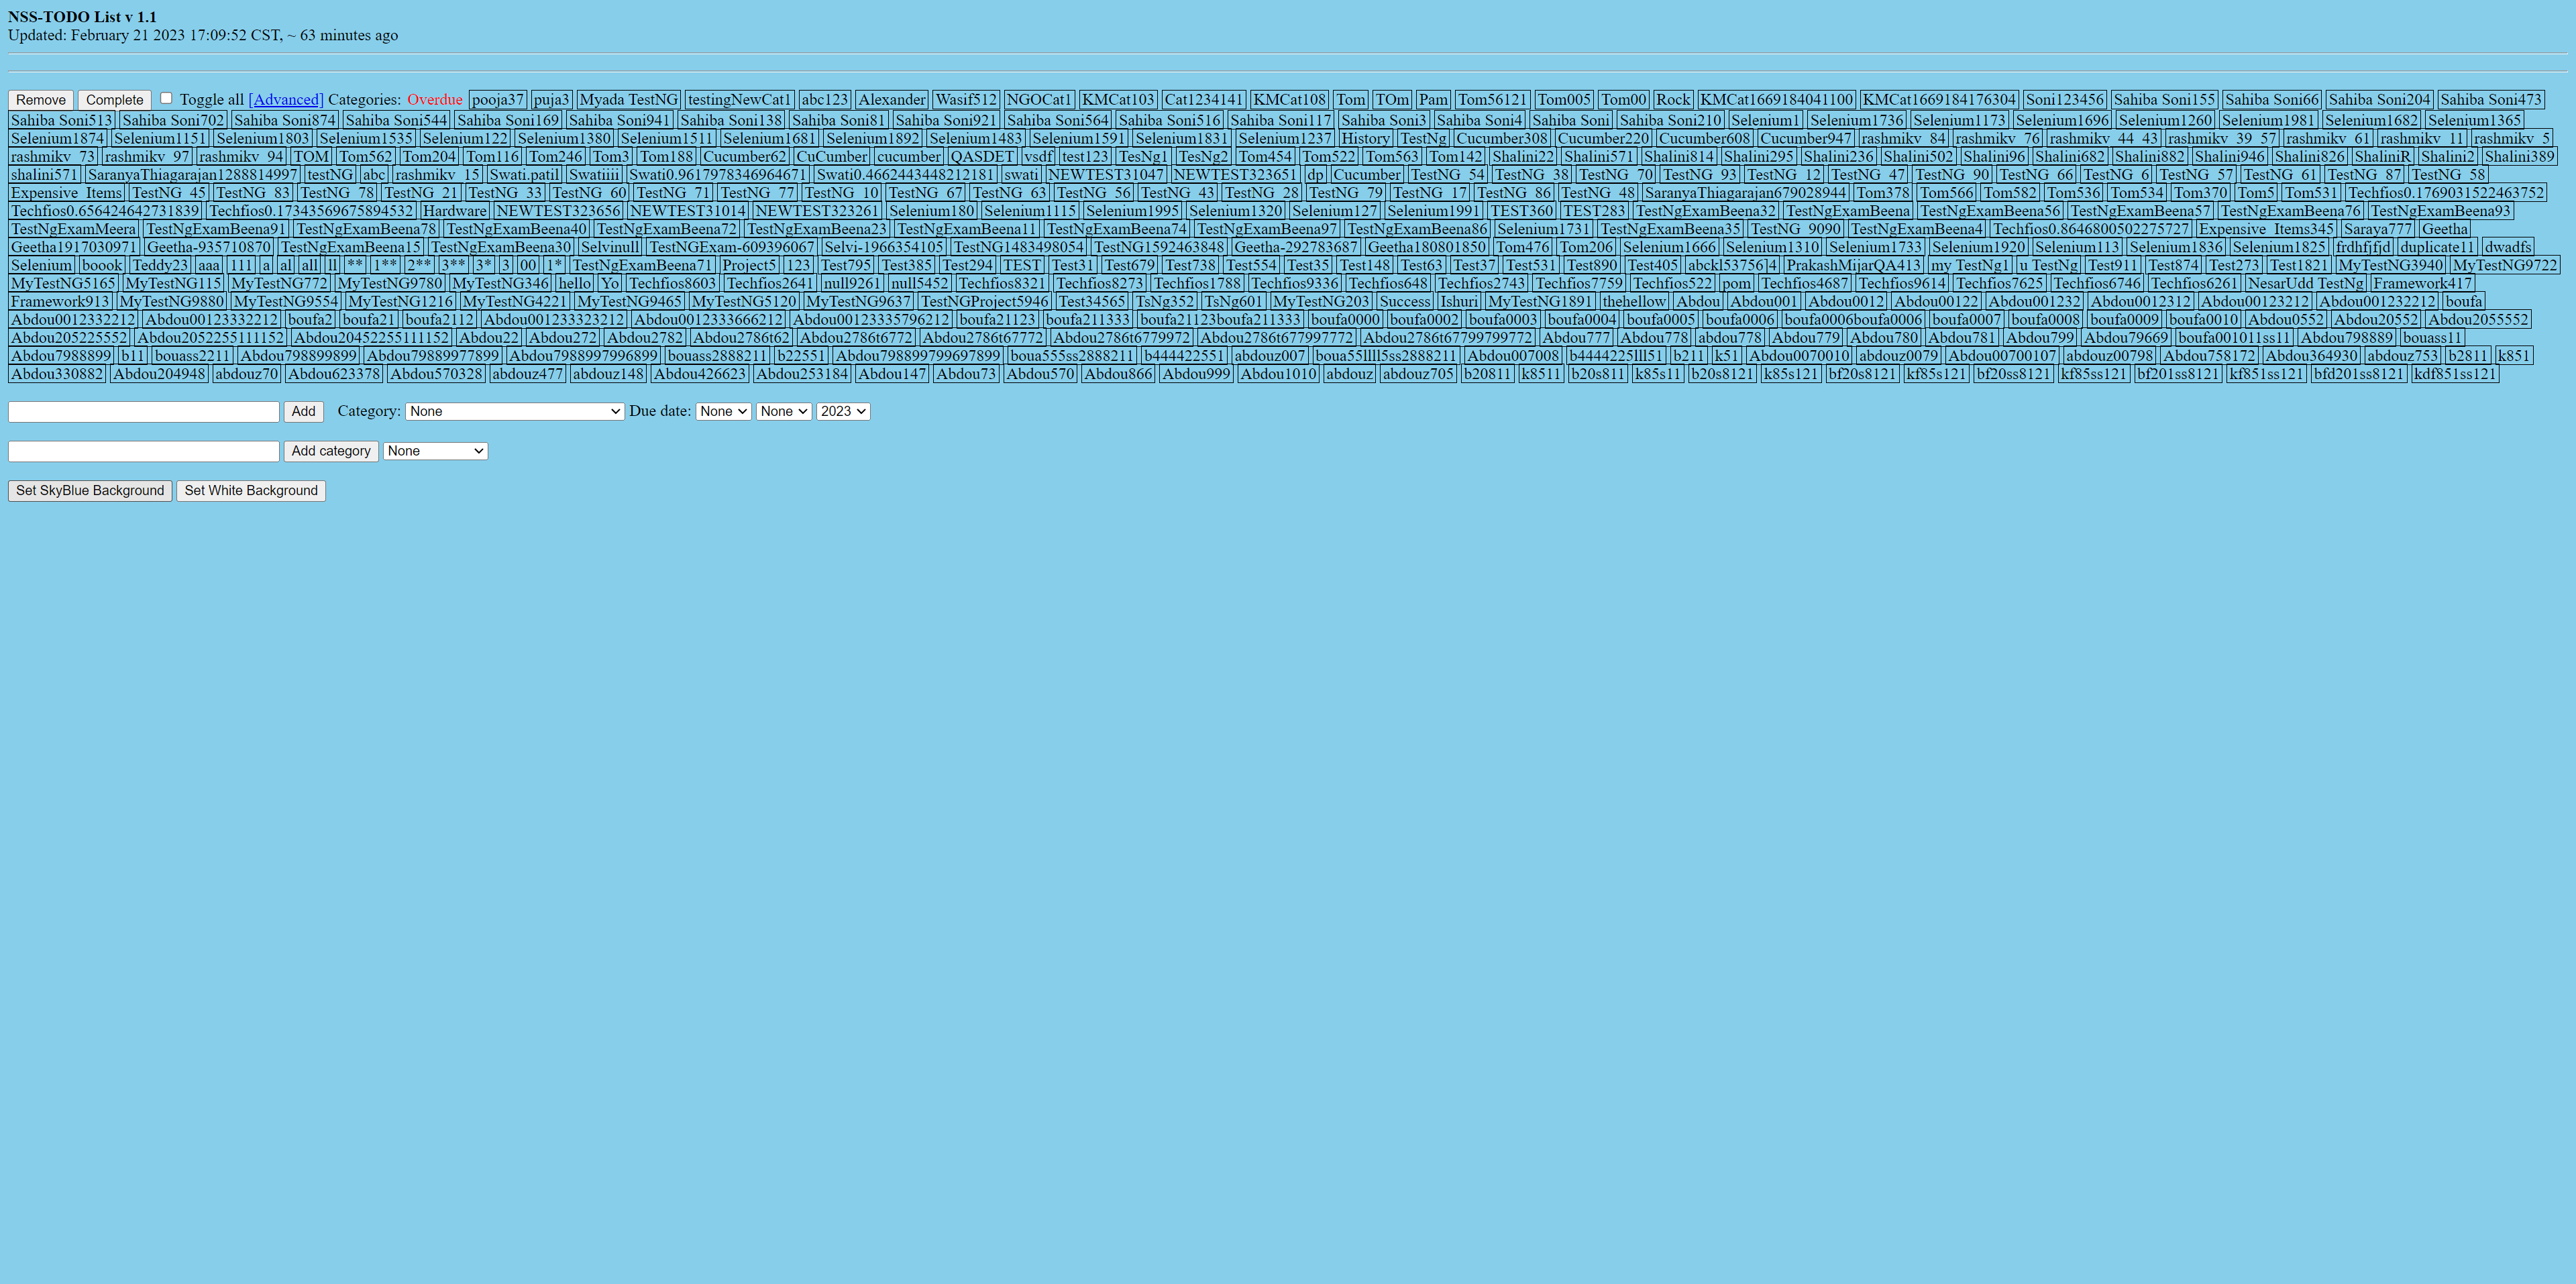 NSS-TODO List v 1.1
Updated: February 21 2023 17:09:52 CST, ~ 63 minutes ago
Remove Complete Toggle all [Advanced] Categories: Overdue pooja37 puja3 Myada TestNG testingNewCat1 abc123 Alexander Wasif512 NGOCat1 KMCat103 Cat1234141 KMCat108 Tom TOm Pam Tom56121 Tom005 Tom00 Rock KMCat1669184041100 KMCat1669184176304 Soni123456 Sahiba Soni155 Sahiba Soni66 Sahiba Soni204 Sahiba Soni473
Sahiba Soni513 Sahiba Soni702 Sahiba Soni874 Sahiba Soni544 Sahiba Soni169 Sahiba Soni941 Sahiba Soni138 Sahiba Soni81 Sahiba Soni921 Sahiba Soni564 Sahiba Soni516 Sahiba Soni117 Sahiba Soni3 Sahiba Soni4 Sahiba Soni Sahiba Soni210 Selenium1 Selenium1736 Selenium1173 Selenium1696 Selenium1260 Selenium1981 Selenium1682 Selenium1365
Selenium1874 Selenium1151 Selenium1803 Selenium1535 Selenium122 Selenium1380 Selenium1511 Selenium1681 Selenium1892 Selenium1483 Selenium1591 Selenium1831 Selenium1237 History TestNg Cucumber308 Cucumber220 Cucumber608 Cucumber947 rashmikv_84 rashmikv_76 rashmikv_44_43 rashmikv_39_57 rashmikv_61 rashmikv_11 rashmikv_5
rashmikv_73 rashmikv_97 rashmikv_94 TOM Tom562 Tom204 Tom116 Tom246 Tom3 Tom188 Cucumber62 CuCumber cucumber QASDET vsdf test123 TesNg1 TesNg2 Tom454 Tom522 Tom563 Tom142 Shalini22 Shalini571 Shalini814 Shalini295 Shalini236 Shalini502 Shalini96 Shalini682 Shalini882 Shalini946 Shalini826 ShaliniR Shalini2 Shalini389
shalini571 SaranyaThiagarajan1288814997 testNG abc rashmikv_15 Swati.patil Swatiiii Swati0.9617978346964671 Swati0.4662443448212181 swati NEWTEST31047 NEWTEST323651 dp Cucumber TestNG_54 TestNG_38 TestNG_70 TestNG_93 TestNG_12 TestNG_47 TestNG_90 TestNG_66 TestNG_6 TestNG_57 TestNG_61 TestNG_87 TestNG_58
Expensive_Items TestNG_45 TestNG_83 TestNG_78 TestNG_21 TestNG_33 TestNG_60 TestNG_71 TestNG_77 TestNG_10 TestNG_67 TestNG_63 TestNG_56 TestNG_43 TestNG_28 TestNG_79 TestNG_17 TestNG_86 TestNG_48 SaranyaThiagarajan679028944 Tom378 Tom566 Tom582 Tom536 Tom534 Tom370 Tom5 Tom531 Techfios0.1769031522463752
Techfios0.656424642731839 Techfios0.17343569675894532 Hardware NEWTEST323656 NEWTEST31014 NEWTEST323261 Selenium180 Selenium1115 Selenium1995 Selenium1320 Selenium127 Selenium1991 TEST360 TEST283 TestNgExamBeena32 TestNgExamBeena TestNgExamBeena56 TestNgExamBeena57 TestNgExamBeena76 TestNgExamBeena93
TestNgExamMeera TestNgExamBeena91 TestNgExamBeena78 TestNgExamBeena40 TestNgExamBeena72 TestNgExamBeena23 TestNgExamBeena11 TestNgExamBeena74 TestNgExamBeena97 TestNgExamBeena86 Selenium1731 TestNgExamBeena35 TestNG_9090 TestNgExamBeena4 Techfios0.8646800502275727 Expensive_Items345 Saraya777 Geetha
Geetha1917030971 Geetha-935710870 TestNgExamBeena15 TestNgExamBeena30 Selvinull TestNGExam-609396067 Selvi-1966354105 TestNG1483498054 TestNG1592463848 Geetha-292783687 Geetha180801850 Tom476 Tom206 Selenium1666 Selenium1310 Selenium1733 Selenium1920 Selenium113 Selenium1836 Selenium1825 frdhfjfjd duplicate11 dwadfs
Selenium boook Teddy23 aaa 111 a al all ll ** 1** 2** 3** 3* 3 00 1* TestNgExamBeena71 Project5 123 Test795 Test385 Test294 TEST Test31 Test679 Test738 Test554 Test35 Test148 Test63 Test37 Test531 Test890 Test405 abckl53756]4 PrakashMijarQA413 my TestNg1 u TestNg Test911 Test874 Test273 Test1821 MyTestNG3940 MyTestNG9722
MyTestNG5165 MyTestNG115 MyTestNG772 MyTestNG9780 MyTestNG346 hello Yo Techfios8603 Techfios2641 null9261 null5452 Techfios8321 Techfios8273 Techfios1788 Techfios9336 Techfios648 Techfios2743 Techfios7759 Techfios522 pom Techfios4687 Techfios9614 Techfios7625 Techfios6746 Techfios6261 NesarUdd TestNg Framework417
Framework913 MyTestNG9880 MyTestNG9554 MyTestNG1216 MyTestNG4221 MyTestNG9465 MyTestNG5120 MyTestNG9637 TestNGProject5946 Test34565 TsNg352 TsNg601 MyTestNG203 Success Ishuri MyTestNG1891 thehellow Abdou Abdou001 Abdou0012 Abdou00122 Abdou001232 Abdou0012312 Abdou00123212 Abdou001232212 boufa
Abdou0012332212 Abdou00123332212 boufa2 boufa21 boufa2112 Abdou001233323212 Abdou0012333666212 Abdou00123335796212 boufa21123 boufa211333 boufa21123boufa211333 boufa0000 boufa0002 boufa0003 boufa0004 boufa0005 boufa0006 boufa0006boufa0006 boufa0007 boufa0008 boufa0009 boufa0010 Abdou0552 Abdou20552 Abdou2055552
Abdou205225552 Abdou2052255111152 Abdou20452255111152 Abdou22 Abdou272 Abdou2782 Abdou2786t62 Abdou2786t6772 Abdou2786t67772 Abdou2786t6779972 Abdou2786t677997772 Abdou2786t67799799772 Abdou777 Abdou778 abdou778 Abdou779 Abdou780 Abdou781 Abdou799 Abdou79669 boufa001011ss11 Abdou798889 bouass11
Abdou7988899 b11 bouass2211 Abdou798899899 Abdou79889977899 Abdou7988997996899 bouass2888211 b22551 Abdou798899799697899 boua555ss2888211 b444422551 abdouz007 boua55llll5ss2888211 Abdou007008 b4444225lll51 b211 k51 Abdou0070010 abdouz0079 Abdou00700107 abdouz00798 Abdou758172 Abdou364930 abdouz753 b2811 k851
Abdou330882 Abdou204948 abdouz70 Abdou623378 Abdou570328 abdouz477 abdouz148 Abdou426623 Abdou253184 Abdou147 Abdou73 Abdou570 Abdou866 Abdou999 Abdou1010 abdouz abdouz705 b20811 k8511 b20s811 k85s11 b20s8121 k85s121 bf20s8121 kf85s121 bf20ss8121 kf85ss121 bf201ss8121 kf851ss121 bfd201ss8121 kdf851ss121
Add Category: None Due date: None None 2023
Add category None
Set SkyBlue Background Set White Background